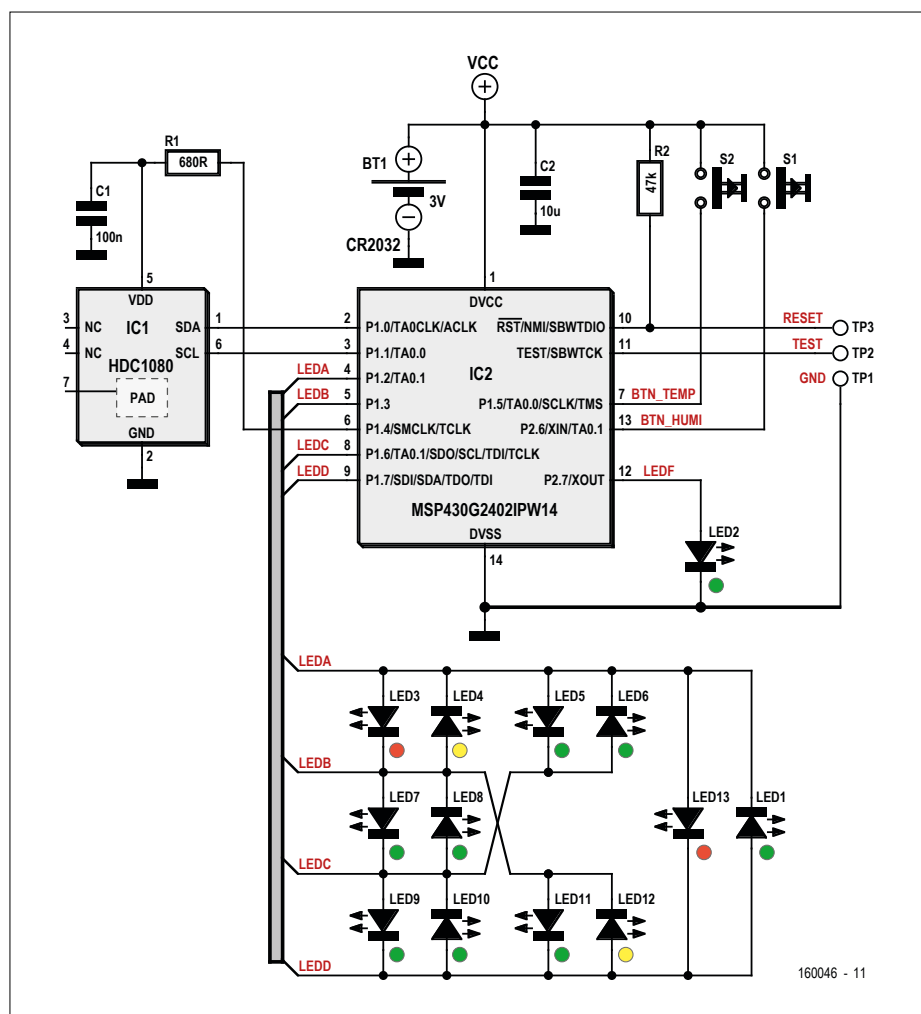 VCC
R1
680R
C1
100n
BT1
3V
CR2032
C2
10u
R2
47k
S2
S1
5
VDD
IC1
HDC1080
3 NC
4 NC
7
PAD
SDA 1
SCL 6
GND
2
1
DVCC
IC2
2 P1.0/TA0CLK/ACLK
3 P1.1/TA0.0
LEDA 4 P1.2/TA0.1
LEDB 5 P1.3
6 P1.4/SMCLK/TCLK
LEDC 8 P1.6/TA0.1/SDO/SCL/TDI/TCLK
LEDD 9 P1.7/SDI/SDA/TDO/TDI
RST/NMI/SBWTDIO 10 RESET TP3
TEST/SBWTCK 11 TEST TP2
GND TP1
P1.5/TA0.0/SCLK/TMS 7 BTN_TEMP
P2.6/XIN/TA0.1 13 BTN_HUMI
P2.7/XOUT 12 LEDF
MSP430G2402IPW14
DVSS
14
LED2
LEDA
LED3 LED4 LED5 LED6
LEDB
LED7 LED8 LED13 LED1
LEDC
LED9 LED10 LED11 LED12
LEDD
160046 - 11